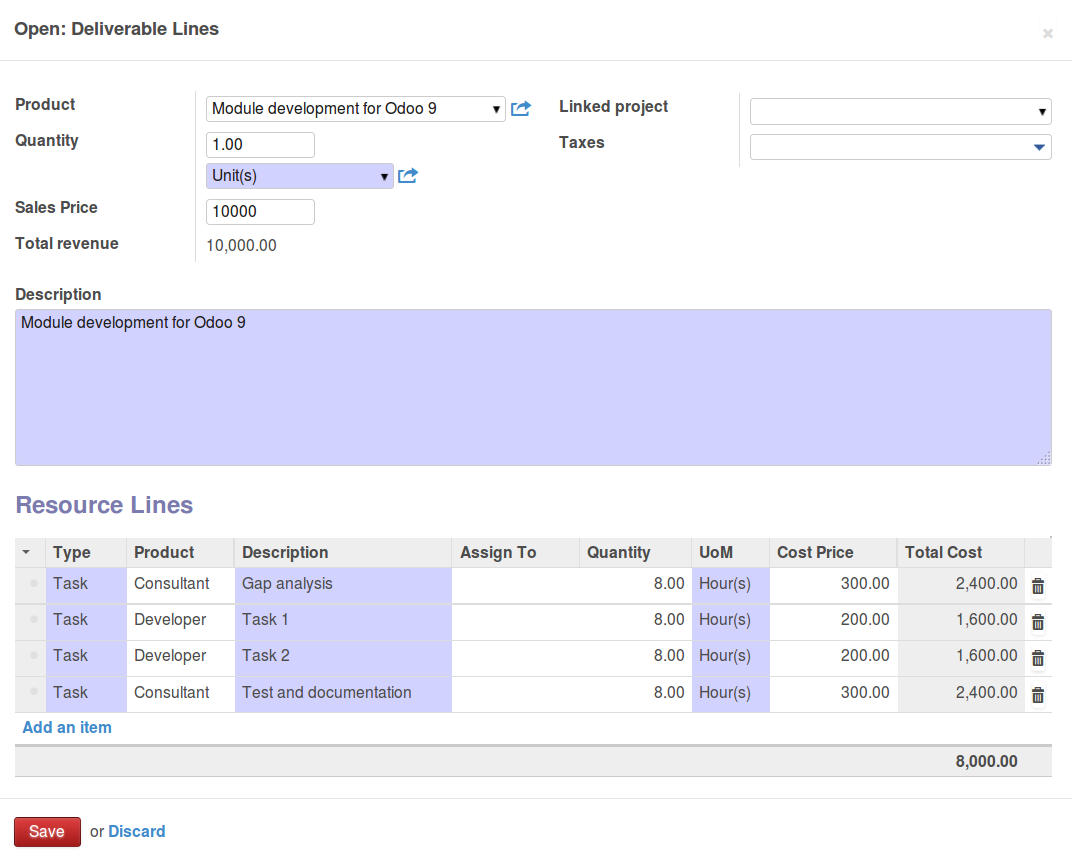 Open: Deliverable Lines
Product
Module development for Odoo 9
Linked project
Quantity
1.00
Taxes
Unit(s)
Sales Price
10000
Total revenue
10,000.00
Description
Module development for Odoo 9
Resource Lines
Type Product Description Assign To Quantity UoM Cost Price Total Cost
Task Consultant Gap analysis 8.00 Hour(s) 300.00 2,400.00
Task Developer Task 1 8.00 Hour(s) 200.00 1,600.00
Task Developer Task 2 8.00 Hour(s) 200.00 1,600.00
Task Consultant Test and documentation 8.00 Hour(s) 300.00 2,400.00
Add an item
8,000.00
Save or Discard